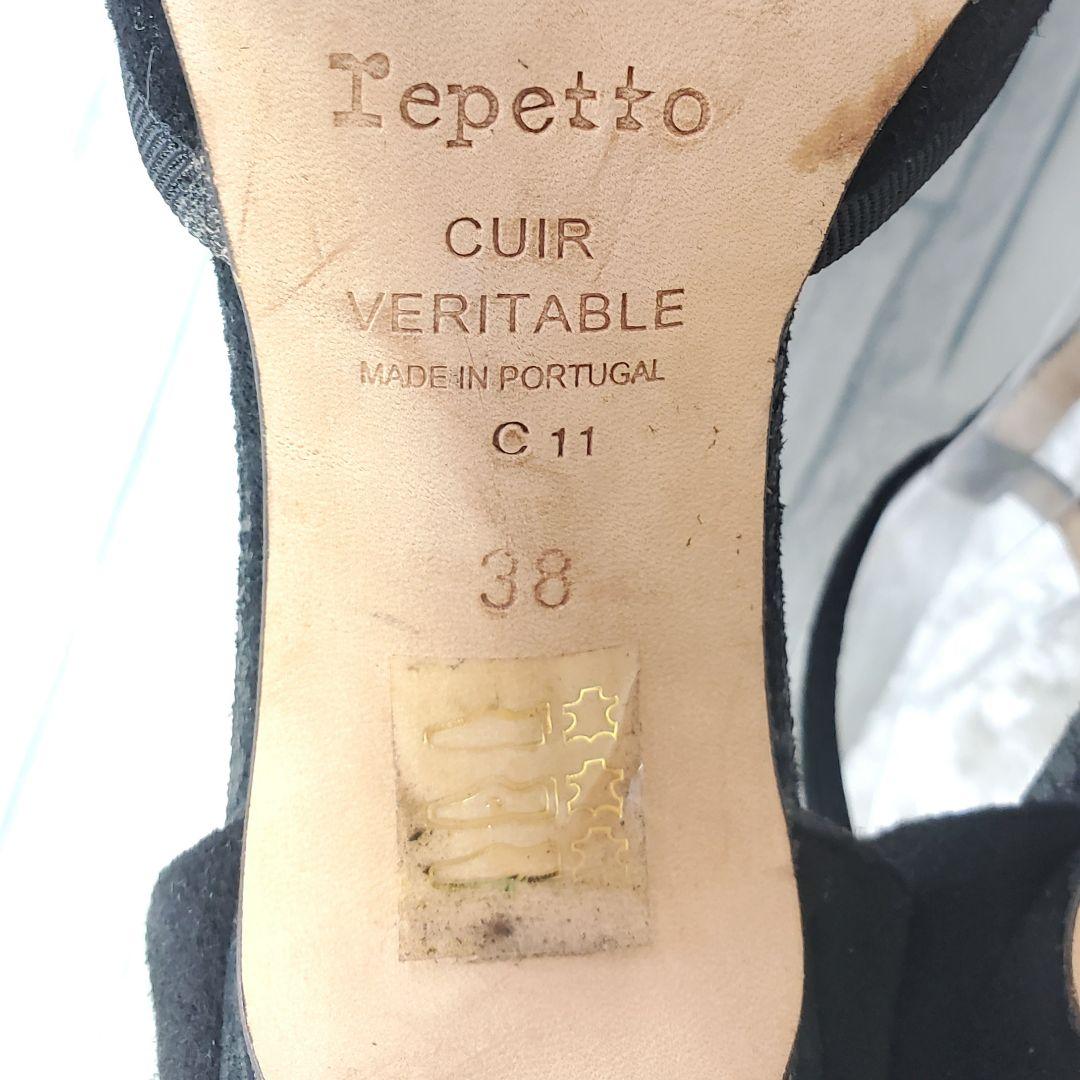 repetto
CUIR
VERITABLE
MADE IN PORTUGAL
C 11
38